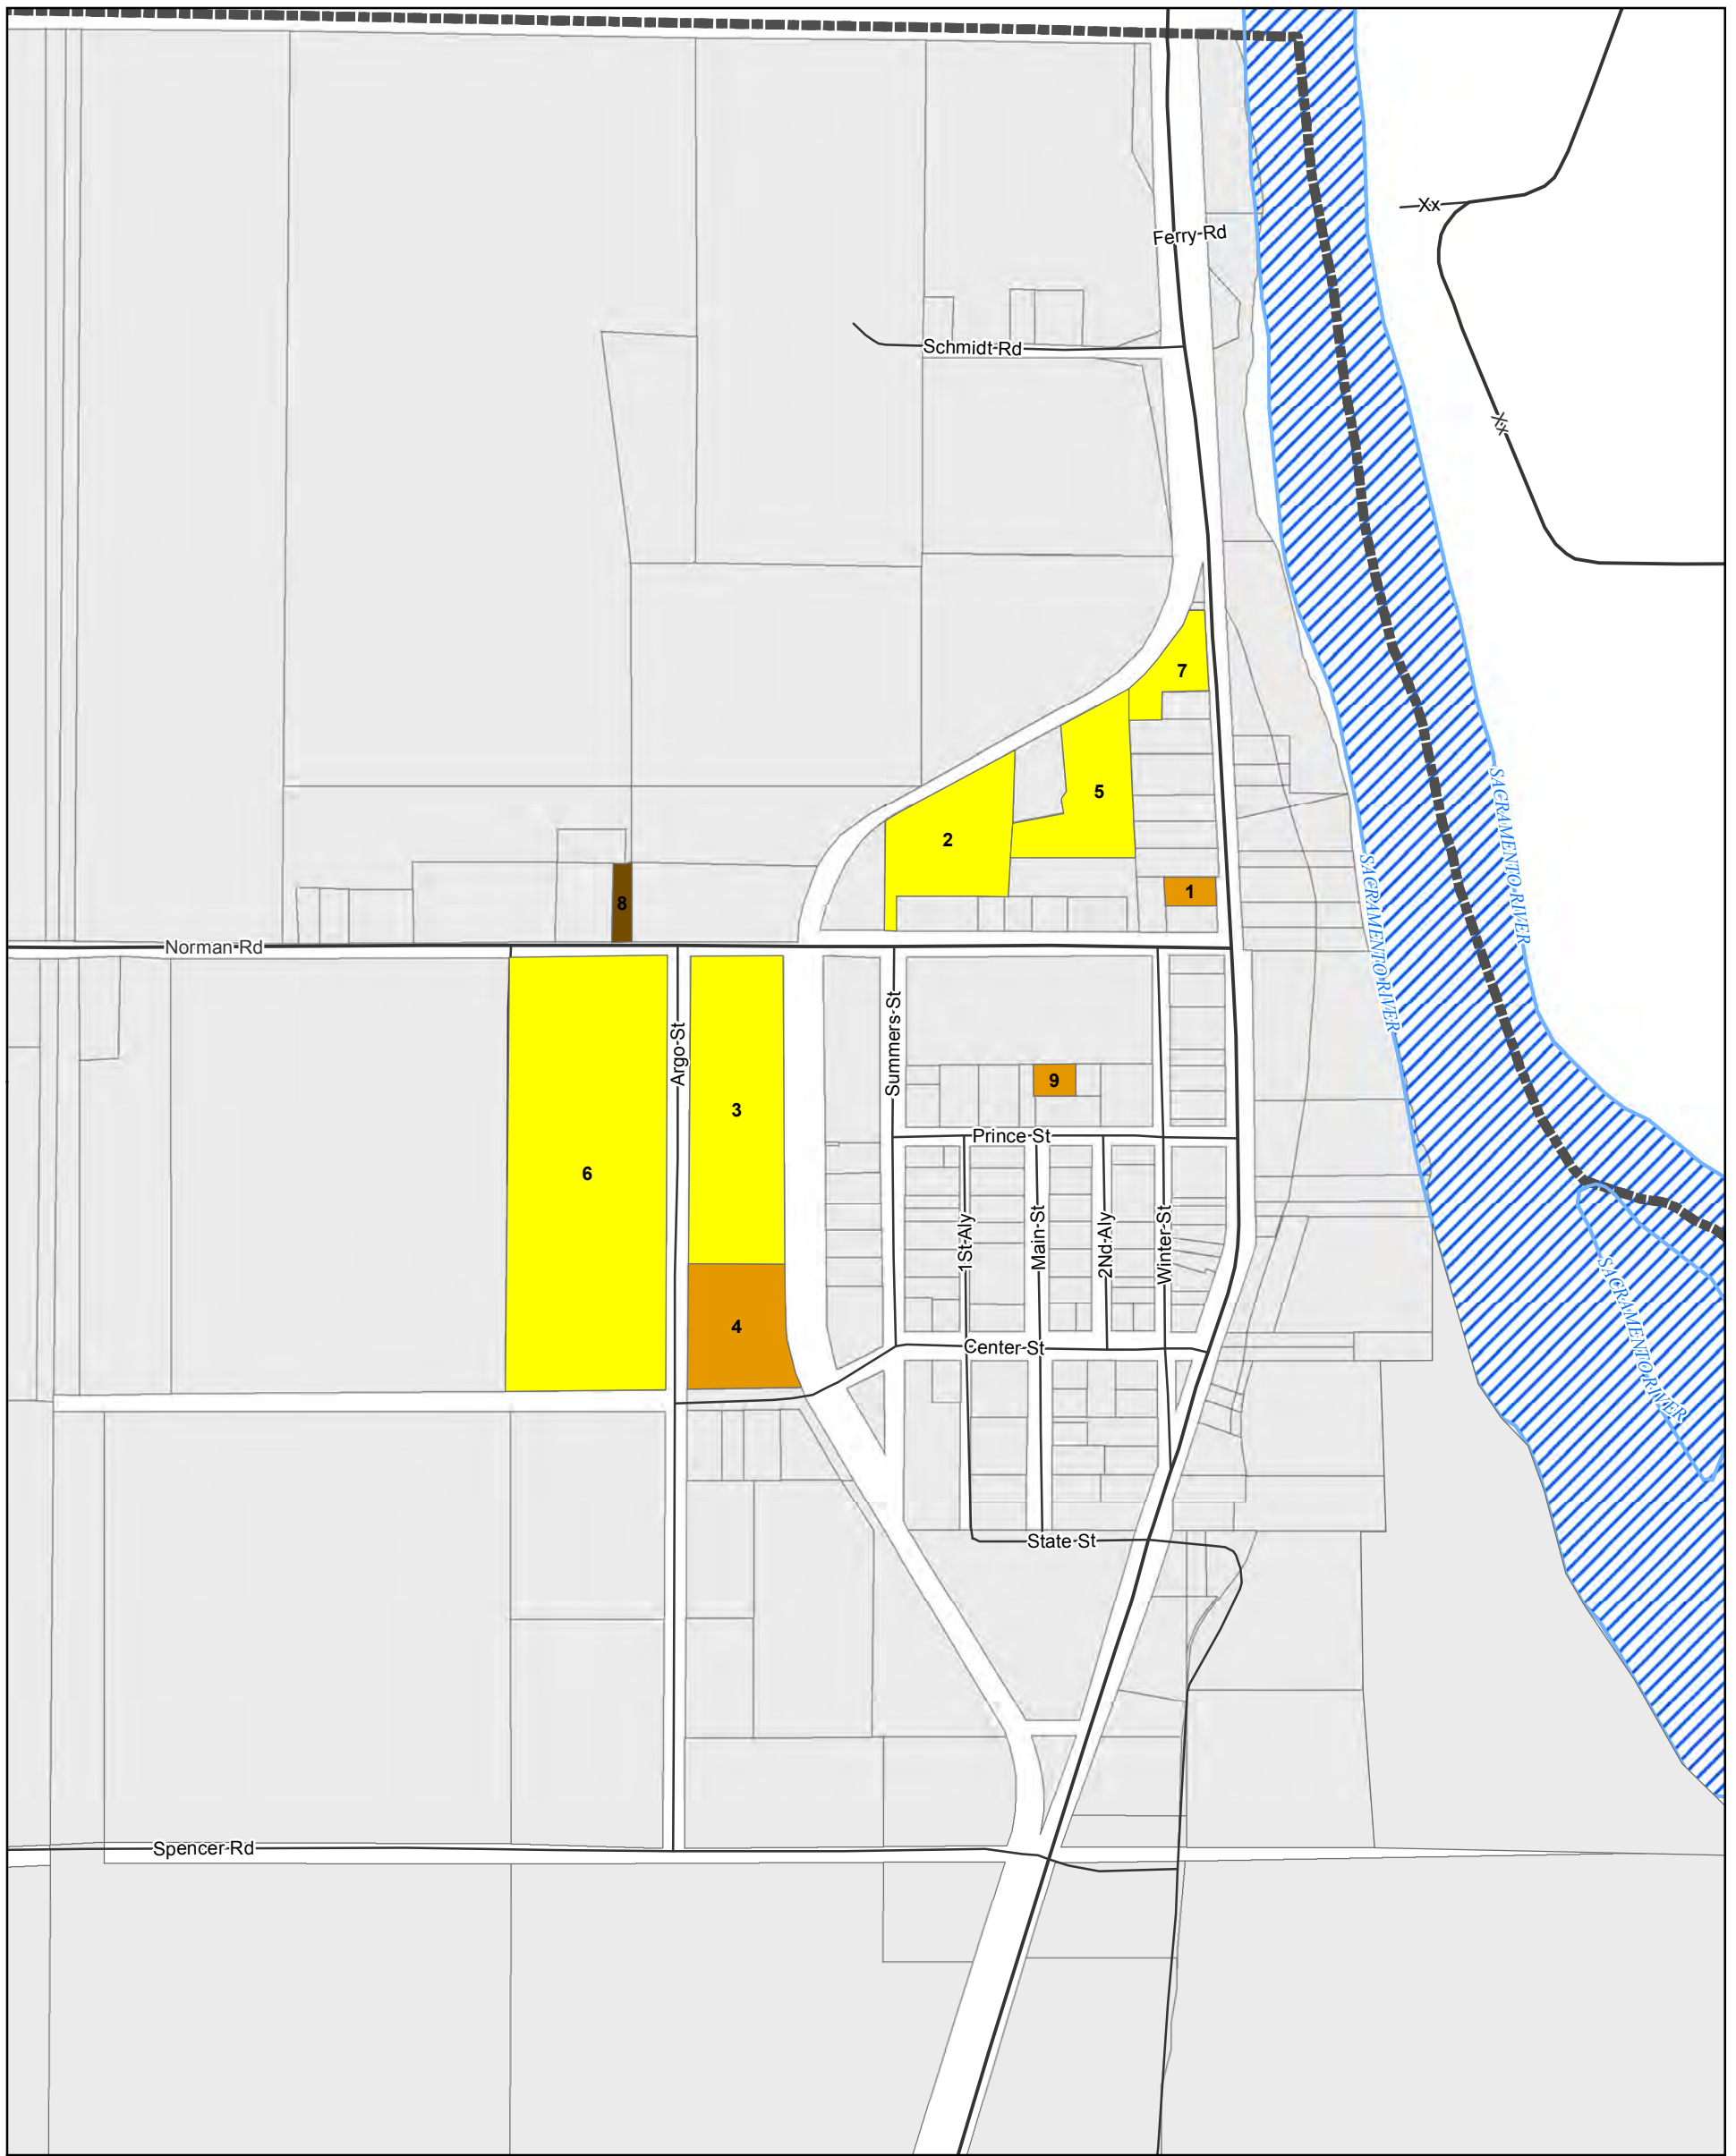 Xx
Ferry-Rd
Schmidt-Rd
Xx
7
5
2
SACRAMENTO RIVER
SACRAMENTO RIVER
1
8
Norman-Rd
Summers-St
Argo-St
9
3
Prince-St
6
1St-Aly
Main-St
2Nd-Aly
Winter-St
SACRAMENTO RIVER
4
Center-St
State-St
Spencer-Rd